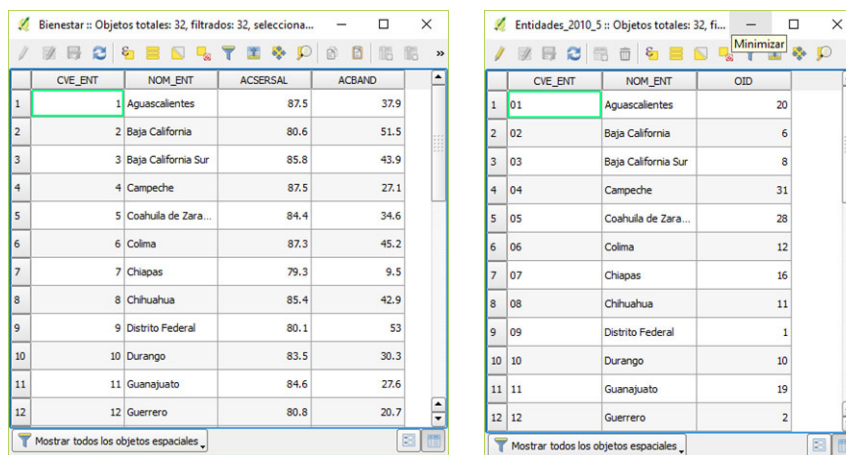 Bienestar :: Objetos totales: 32, filtrados: 32, selecciona...
CVE_ENT NOM_ENT ACSERSAL ACBAND
1 1 Aguascalientes 87.5 37.9
2 2 Baja California 80.6 51.5
3 3 Baja California Sur 85.8 43.9
4 4 Campeche 87.5 27.1
5 5 Coahuila de Zara... 84.4 34.6
6 6 Colima 87.3 45.2
7 7 Chiapas 79.3 9.5
8 8 Chihuahua 85.4 42.9
9 9 Distrito Federal 80.1 53
10 10 Durango 83.5 30.3
11 11 Guanajuato 84.6 27.6
12 12 Guerrero 80.8 20.7
Mostrar todos los objetos espaciales
Entidades_2010_5 :: Objetos totales: 32, fi...
Minimizar
CVE_ENT NOM_ENT OID
1 01 Aguascalientes 20
2 02 Baja California 6
3 03 Baja California Sur 8
4 04 Campeche 31
5 05 Coahuila de Zara... 28
6 06 Colima 12
7 07 Chiapas 16
8 08 Chihuahua 11
9 09 Distrito Federal 1
10 10 Durango 10
11 11 Guanajuato 19
12 12 Guerrero 2
Mostrar todos los objetos espaciales